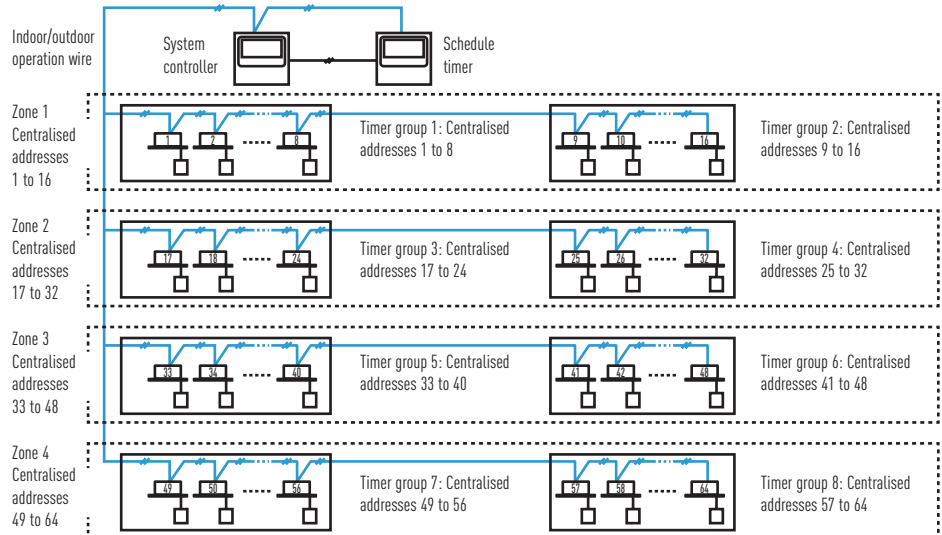 Indoor/outdoor
operation wire
System
controller
Schedule
timer
Zone 1
Centralised
addresses
1 to 16
1
2
8
Timer group 1: Centralised
addresses 1 to 8
9
10
16
Timer group 2: Centralised
addresses 9 to 16
Zone 2
Centralised
addresses
17 to 32
17
18
24
Timer group 3: Centralised
addresses 17 to 24
25
26
32
Timer group 4: Centralised
addresses 25 to 32
Zone 3
Centralised
addresses
33 to 48
33
34
40
Timer group 5: Centralised
addresses 33 to 40
41
42
48
Timer group 6: Centralised
addresses 41 to 48
Zone 4
Centralised
addresses
49 to 64
49
50
56
Timer group 7: Centralised
addresses 49 to 56
57
58
64
Timer group 8: Centralised
addresses 57 to 64